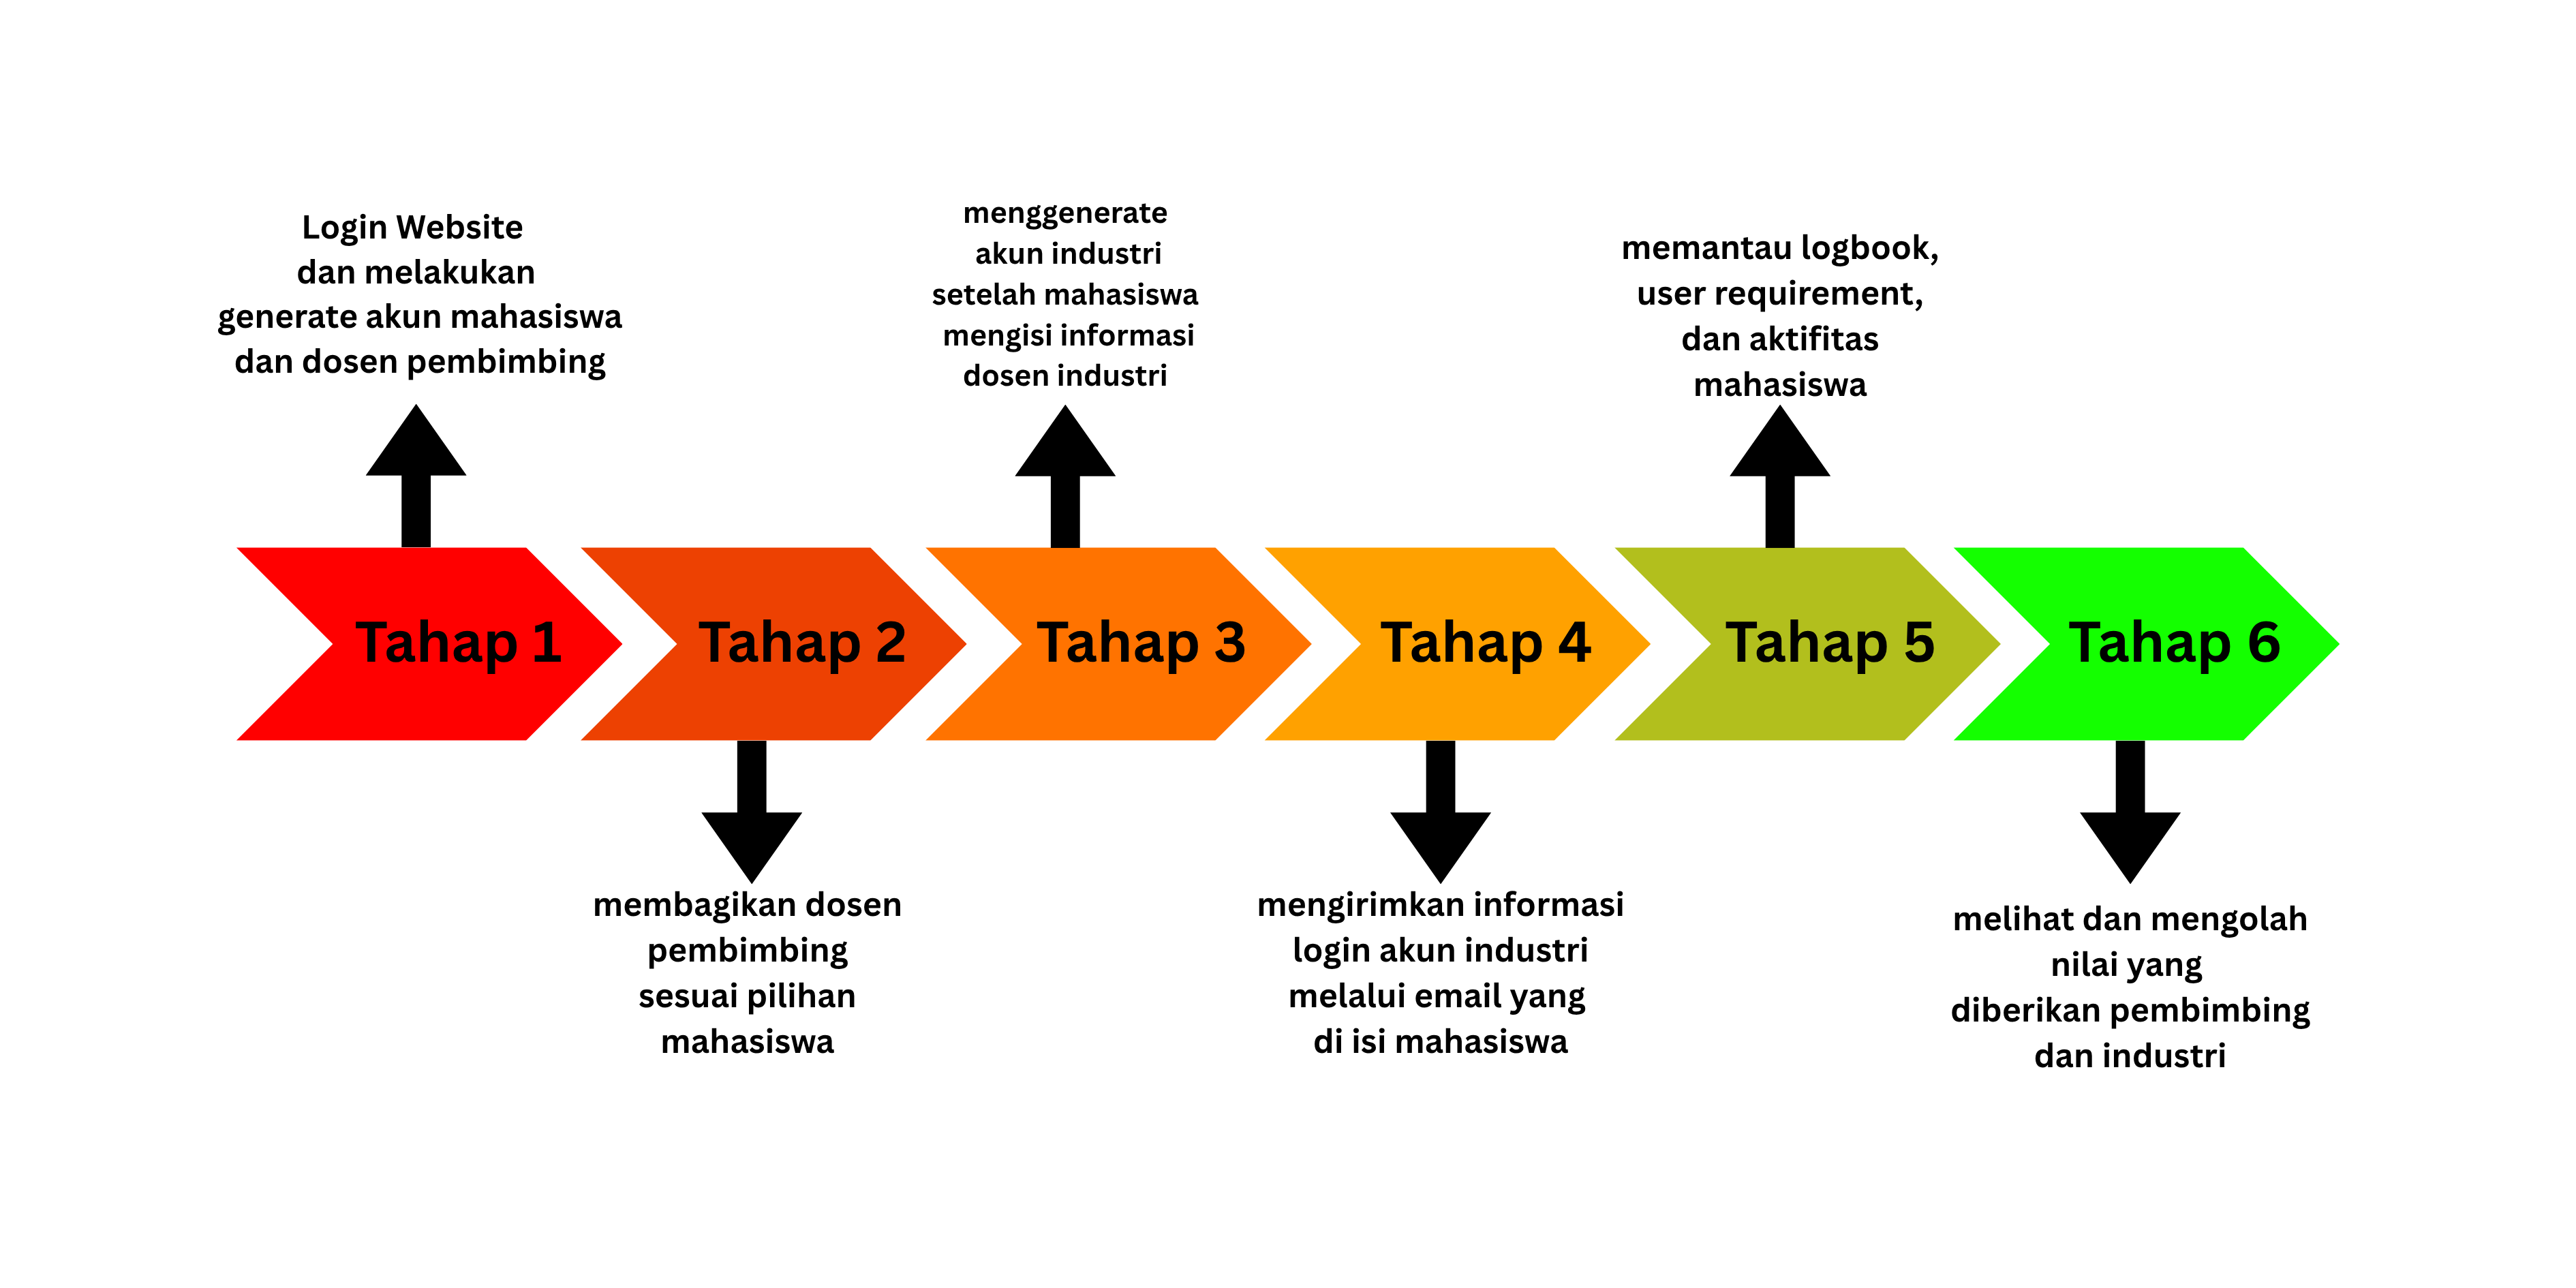 Login Website
dan melakukan
generate akun mahasiswa
dan dosen pembimbing
menggenerate
akun industri
setelah mahasiswa
mengisi informasi
dosen industri
memantau logbook,
user requirement,
dan aktifitas
mahasiswa
Tahap 1
Tahap 2
Tahap 3
Tahap 4
Tahap 5
Tahap 6
membagikan dosen
pembimbing
sesuai pilihan
mahasiswa
mengirimkan informasi
login akun industri
melalui email yang
di isi mahasiswa
melihat dan mengolah
nilai yang
diberikan pembimbing
dan industri